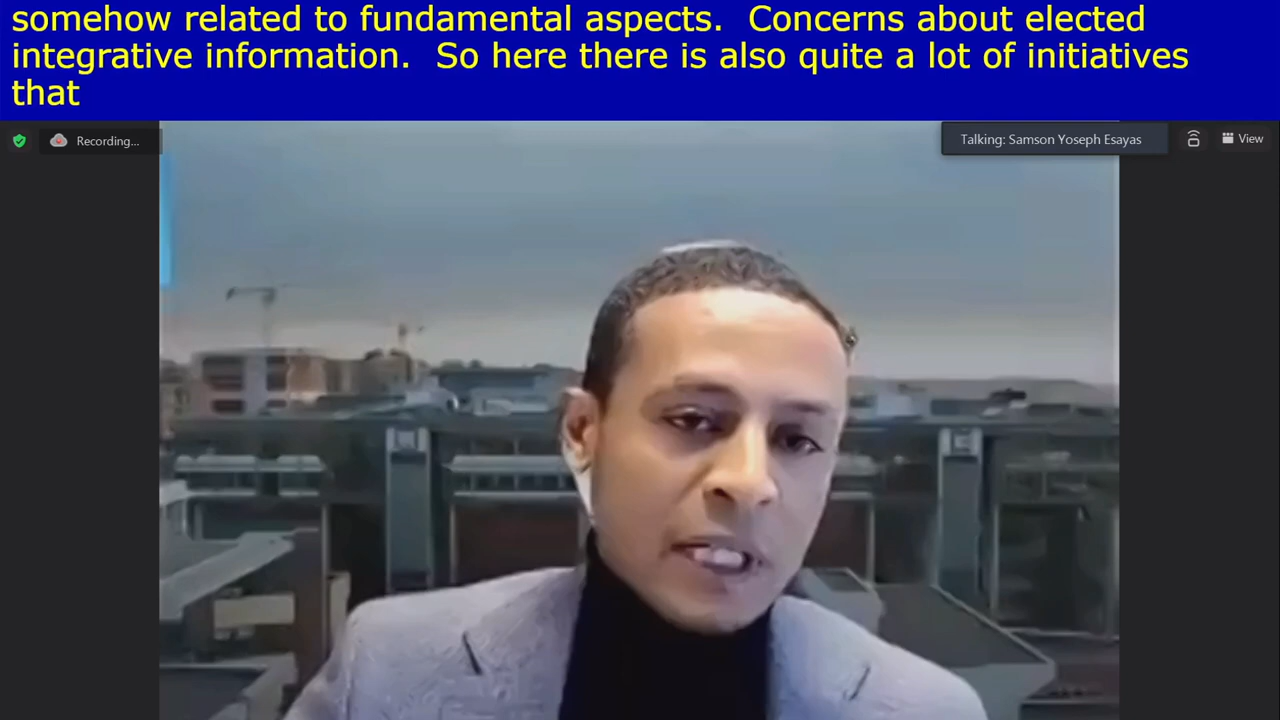 somehow related to fundamental aspects.  Concerns about elected
integrative information.  So here there is also quite a lot of initiatives
that
Recording...
Talking: Samson Yoseph Esayas
View